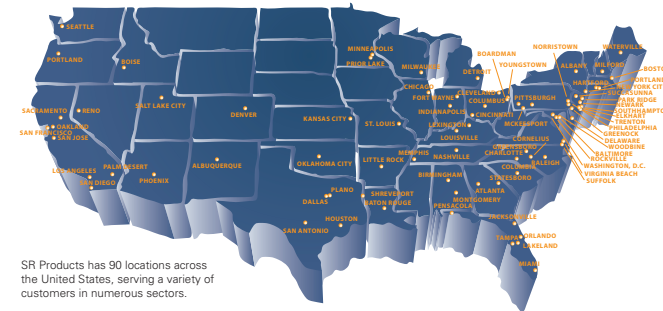 SEATTLE
PORTLAND
BOISE
SACRAMENTO
RENO
OAKLAND
SAN FRANCISCO
SAN JOSE
LOS ANGELES
PALM DESERT
SAN DIEGO
SALT LAKE CITY
PHOENIX
DENVER
ALBUQUERQUE
MINNEAPOLIS
PRIOR LAKE
KANSAS CITY
ST. LOUIS
OKLAHOMA CITY
LITTLE ROCK
PLANO
DALLAS
SHREVEPORT
BATON ROUGE
HOUSTON
SAN ANTONIO
MILWAUKEE
CHICAGO
DETROIT
BOARDMAN
YOUNGSTOWN
FORT WAYNE
CLEVELAND
COLUMBUS
PITTSBURGH
INDIANAPOLIS
CINCINNATI
MCKEESPORT
LEXINGTON
LOUISVILLE
MEMPHIS
NASHVILLE
BIRMINGHAM
MONTGOMERY
PENSACOLA
ATLANTA
CORNELIUS
GREENSBORO
CHARLOTTE
RALEIGH
COLUMBIA
STATESBORO
JACKSONVILLE
TAMPA
ORLANDO
LAKELAND
MIAMI
NORRISTOWN
WATERVILLE
ALBANY
MILFORD
HARTFORD
SUCKASUNNA
PARK RIDGE
NEWARK
SOUTHHAMPTO
ELKHART
TRENTON
PHILADELPHIA
GREENOCK
DELAWARE
WOODBINE
BALTIMORE
ROCKVILLE
WASHINGTON, D.C.
VIRGINIA BEACH
SUFFOLK
SR Products has 90 locations across
the United States, serving a variety of
customers in numerous sectors.